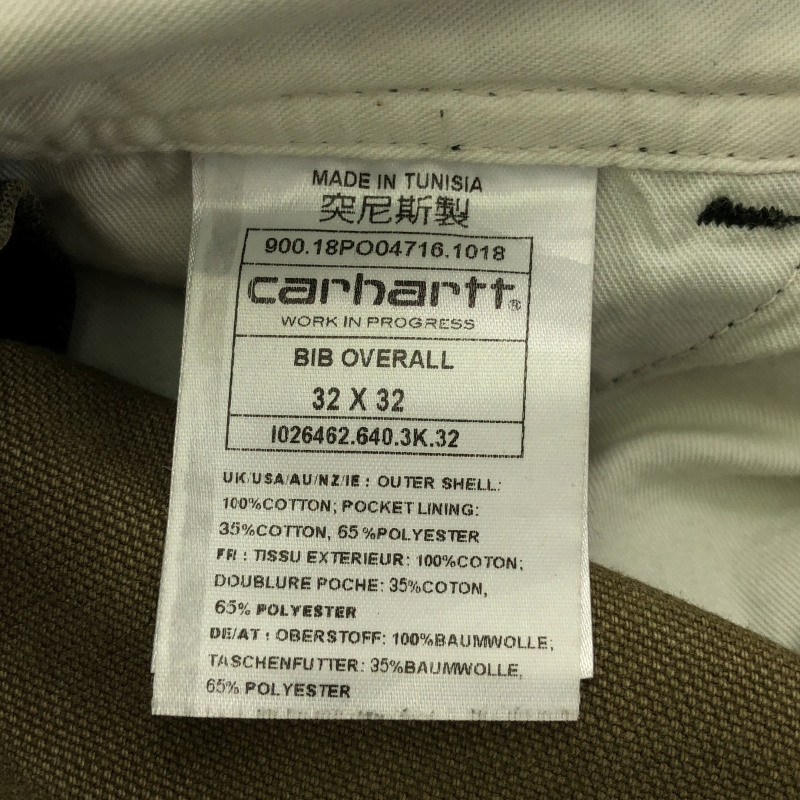 MADE IN TUNISIA
突尼斯製
900.18PO04716.1018
carhartt®
WORK IN PROGRESS
BIB OVERALL
32 X 32
I026462.640.3K.32
UK/USA/AU/NZ/IE : OUTER SHELL:
100%COTTON; POCKET LINING:
35%COTTON, 65%POLYESTER
FR : TISSU EXTERIEUR: 100%COTON;
DOUBLURE POCHE: 35%COTON,
65% POLYESTER
DE/AT : OBERSTOFF: 100%BAUMWOLLE;
TASCHENFUTTER: 35%BAUMWOLLE,
65% POLYESTER